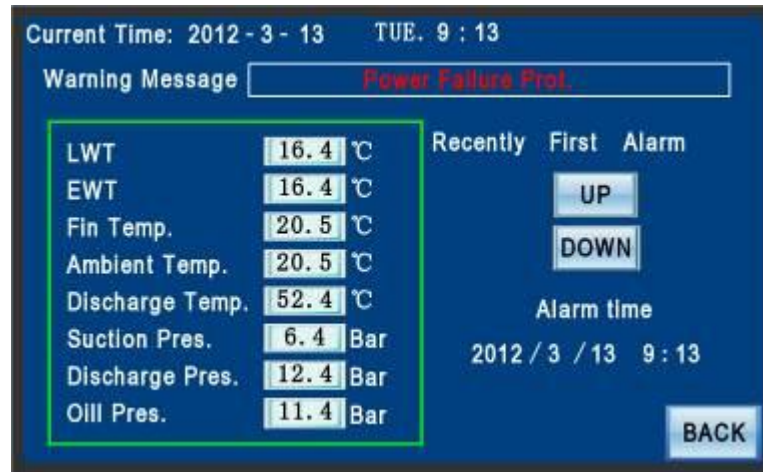 Current Time: 2012 - 3 - 13 TUE. 9 : 13
Warning Message Power Failure Prot.
LWT 16.4 ℃
EWT 16.4 ℃
Fin Temp. 20.5 ℃
Ambient Temp. 20.5 ℃
Discharge Temp. 52.4 ℃
Suction Pres. 6.4 Bar
Discharge Pres. 12.4 Bar
Oill Pres. 11.4 Bar
Recently First Alarm
UP
DOWN
Alarm time
2012 / 3 / 13 9 : 13
BACK